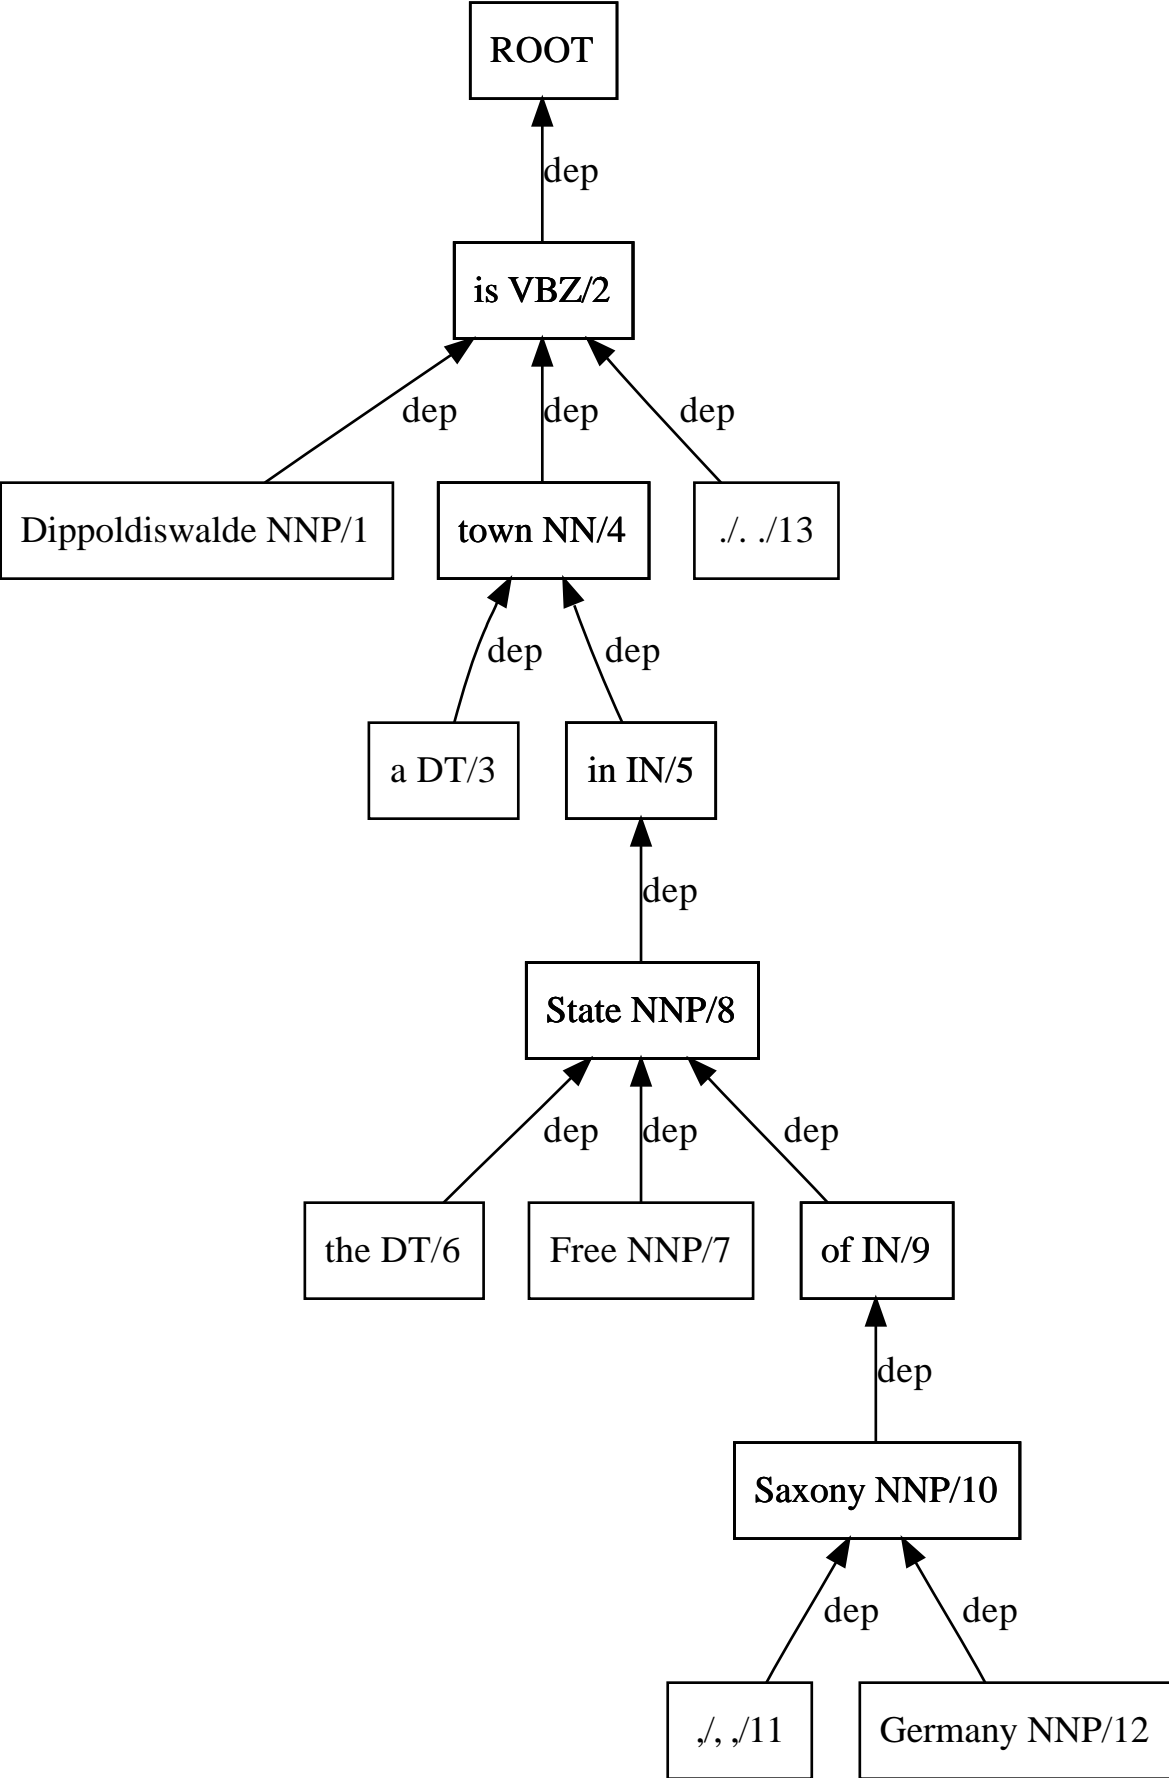 ROOT
dep
is VBZ/2
dep dep dep
Dippoldiswalde NNP/1 town NN/4 ./. ./13
dep dep
a DT/3 in IN/5
dep
State NNP/8
dep dep dep
the DT/6 Free NNP/7 of IN/9
dep
Saxony NNP/10
dep dep
,/, ,/11 Germany NNP/12